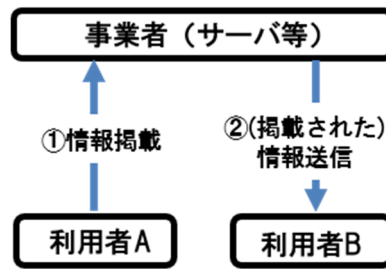 事業者（サーバ等）
①情報掲載
②(掲載された)
情報送信
利用者A
利用者B